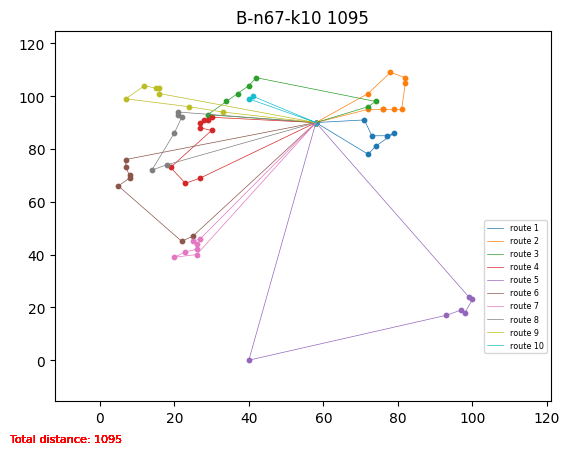 B-n67-k10 1095
120
100
80
60
40
20
0
0 20 40 60 80 100 120
route 1
route 2
route 3
route 4
route 5
route 6
route 7
route 8
route 9
route 10
Total distance: 1095